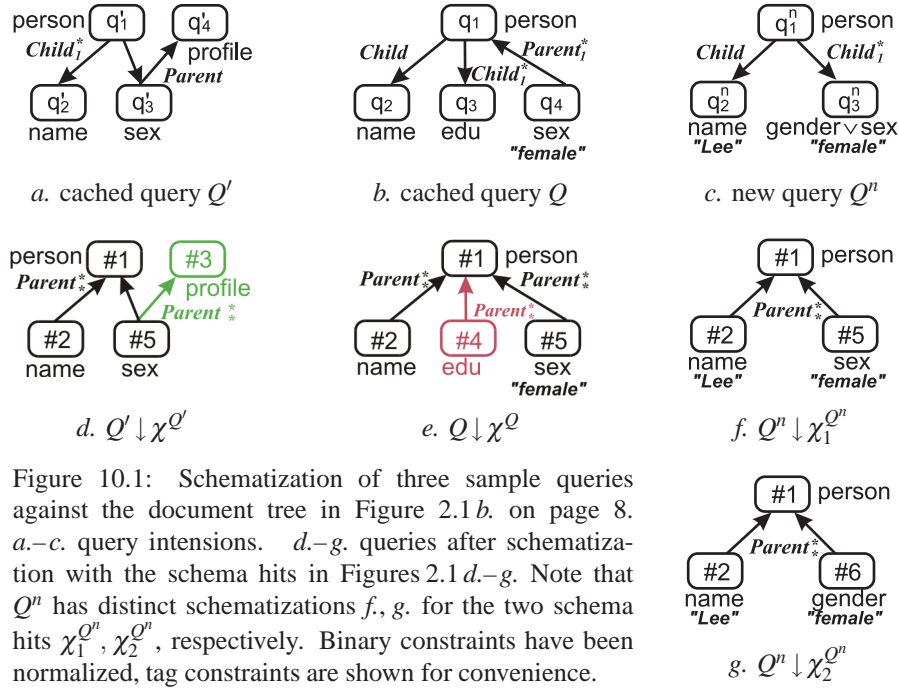 person q′1 q′4
profile
Child*1 Parent
q′2 q′3
name sex
a. cached query Q′
q1 person
Child Child*1 Parent*1
q2 q3 q4
name edu sex
"female"
b. cached query Q
qn1 person
Child Child*1
qn2 qn3
name gender∨sex
"Lee" "female"
c. new query Qn
person #1 #3
profile
Parent** Parent**
#2 #5
name sex
d. Q′↓χQ′
#1 person
Parent** Parent** Parent**
#2 #4 #5
name edu sex
"female"
e. Q↓χQ
#1 person
Parent**
#2 #5
name sex
"Lee" "female"
f. Qn↓χ1Qn
Figure 10.1: Schematization of three sample queries
against the document tree in Figure 2.1 b. on page 8.
a.–c. query intensions. d.–g. queries after schematiza-
tion with the schema hits in Figures 2.1 d.–g. Note that
Qn has distinct schematizations f., g. for the two schema
hits χ1Qn, χ2Qn, respectively. Binary constraints have been
normalized, tag constraints are shown for convenience.
#1 person
Parent**
#2 #6
name gender
"Lee" "female"
g. Qn↓χ2Qn